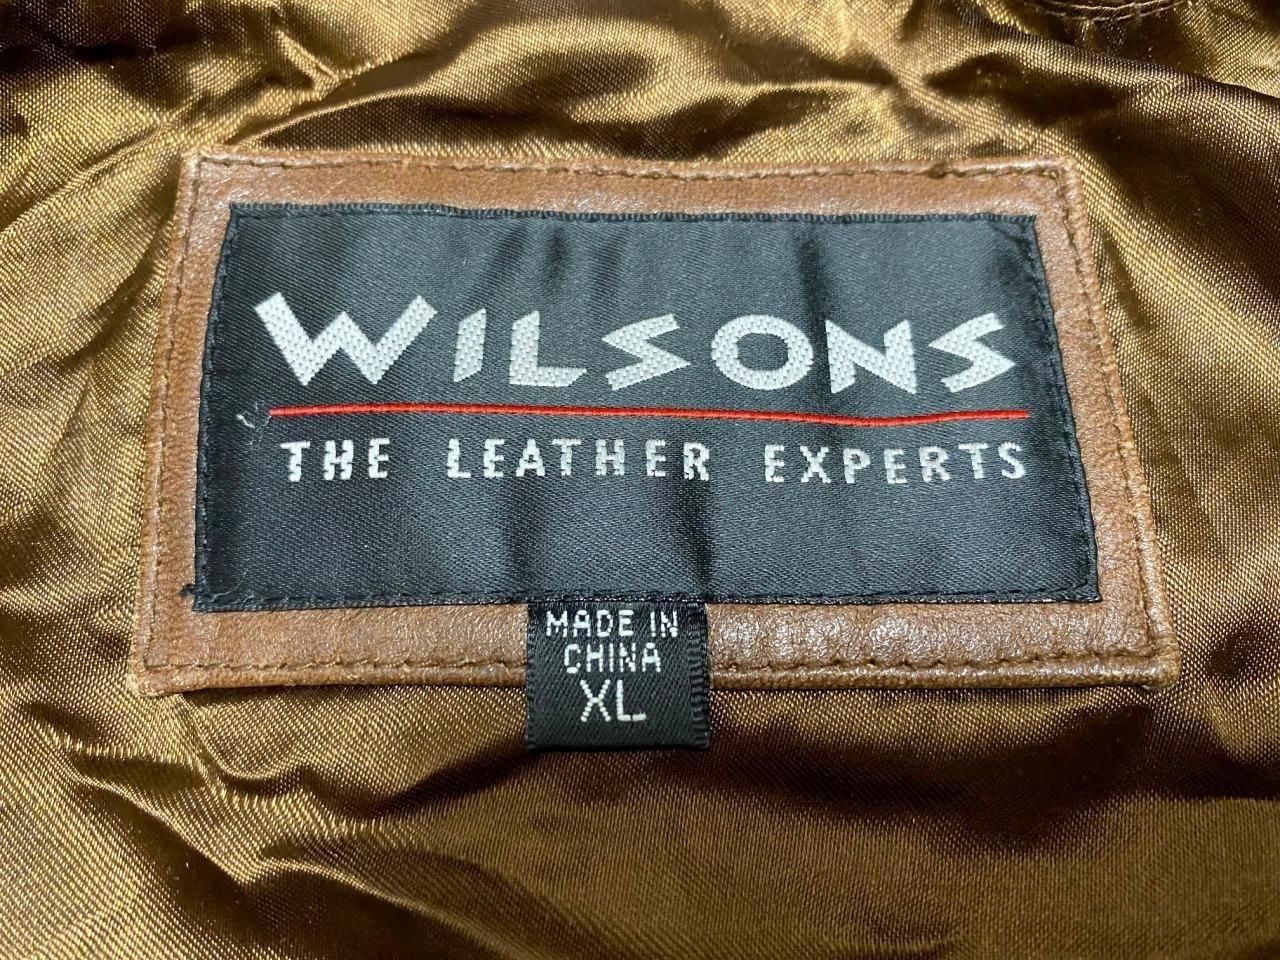 WILSONS
THE LEATHER EXPERTS
MADE IN
CHINA
XL